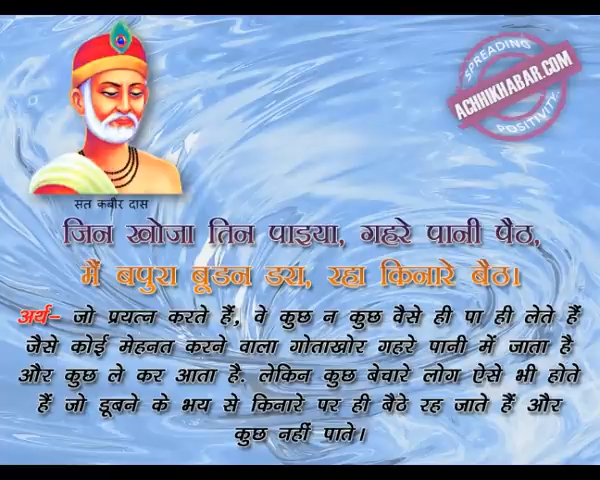 SPREADING
ACHHIKHABAR.COM
POSITIVITY
संत कबीर दास
जिन खोजा तिन पाइया, गहरे पानी पैठ,
मैं बपुरा बूडन डरा, रहा किनारे बैठ।
अर्थ- जो प्रयत्न करते हैं, वे कुछ न कुछ वैसे ही पा ही लेते हैं
जैसे कोई मेहनत करने वाला गोताखोर गहरे पानी में जाता है
और कुछ ले कर आता है. लेकिन कुछ बेचारे लोग ऐसे भी होते
हैं जो डूबने के भय से किनारे पर ही बैठे रह जाते हैं और
कुछ नहीं पाते।